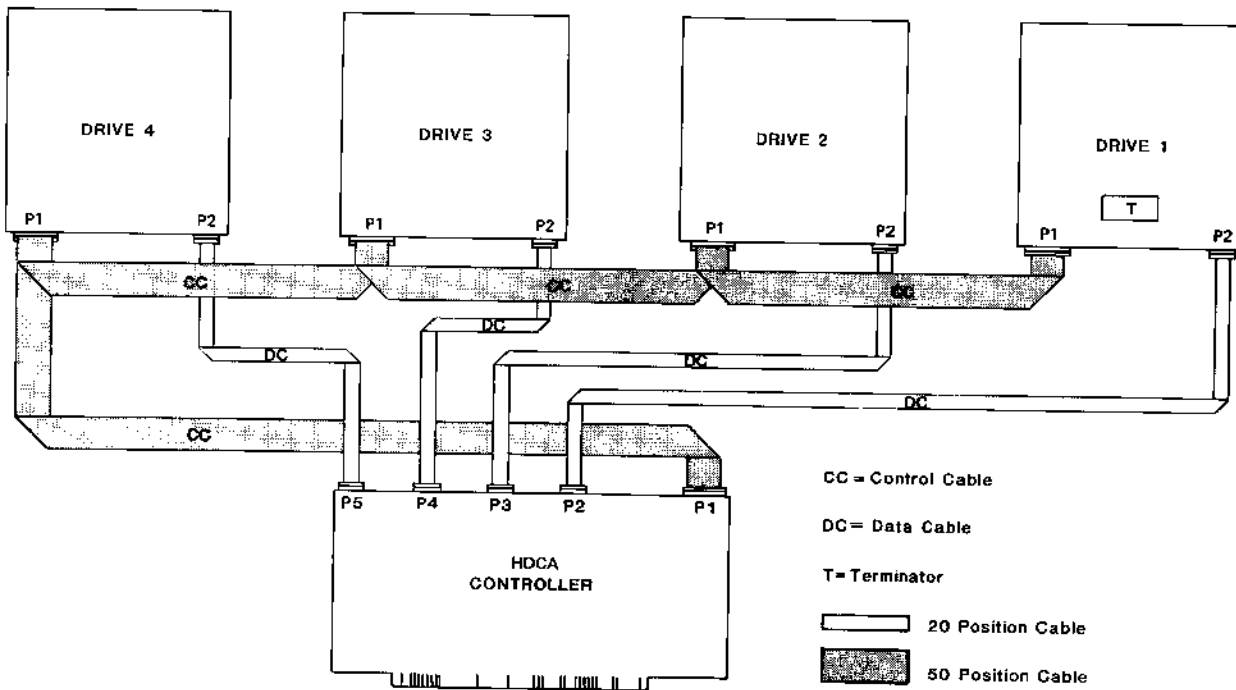 DRIVE 4
DRIVE 3
DRIVE 2
DRIVE 1
T
P1
P2
P1
P2
P1
P2
P1
P2
CC
CC
CC
DC
DC
DC
DC
CC
P5
P4
P3
P2
P1
HDCA
CONTROLLER
CC = Control Cable
DC = Data Cable
T = Terminator
20 Position Cable
50 Position Cable